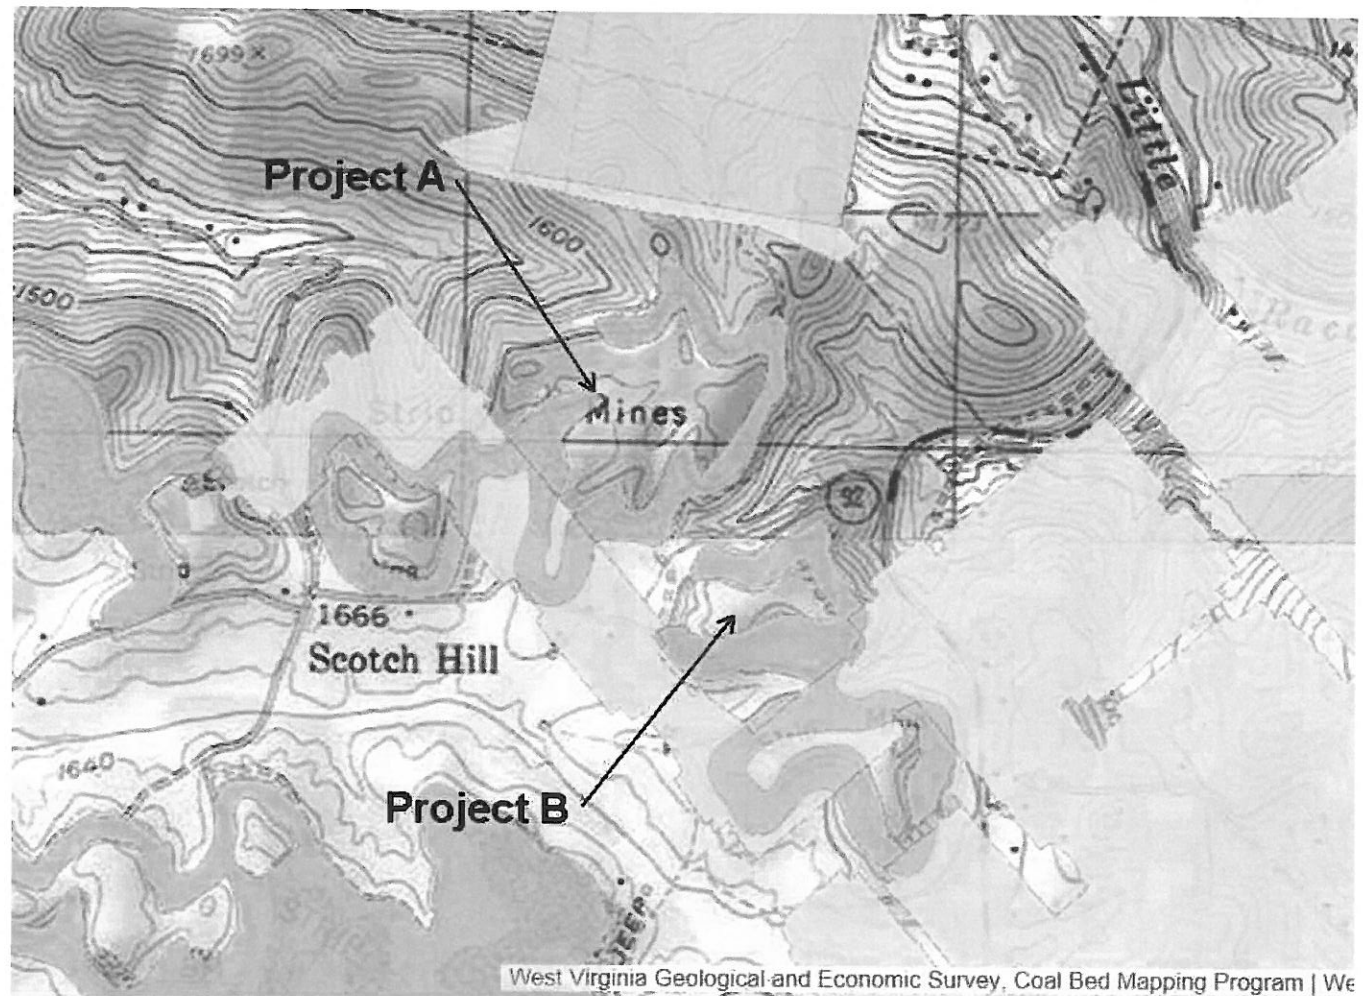 1699×
Little
Project A
1600
1500
Mines
Strip
92
1666
Scotch Hill
1640
Project B
West Virginia Geological and Economic Survey, Coal Bed Mapping Program | We